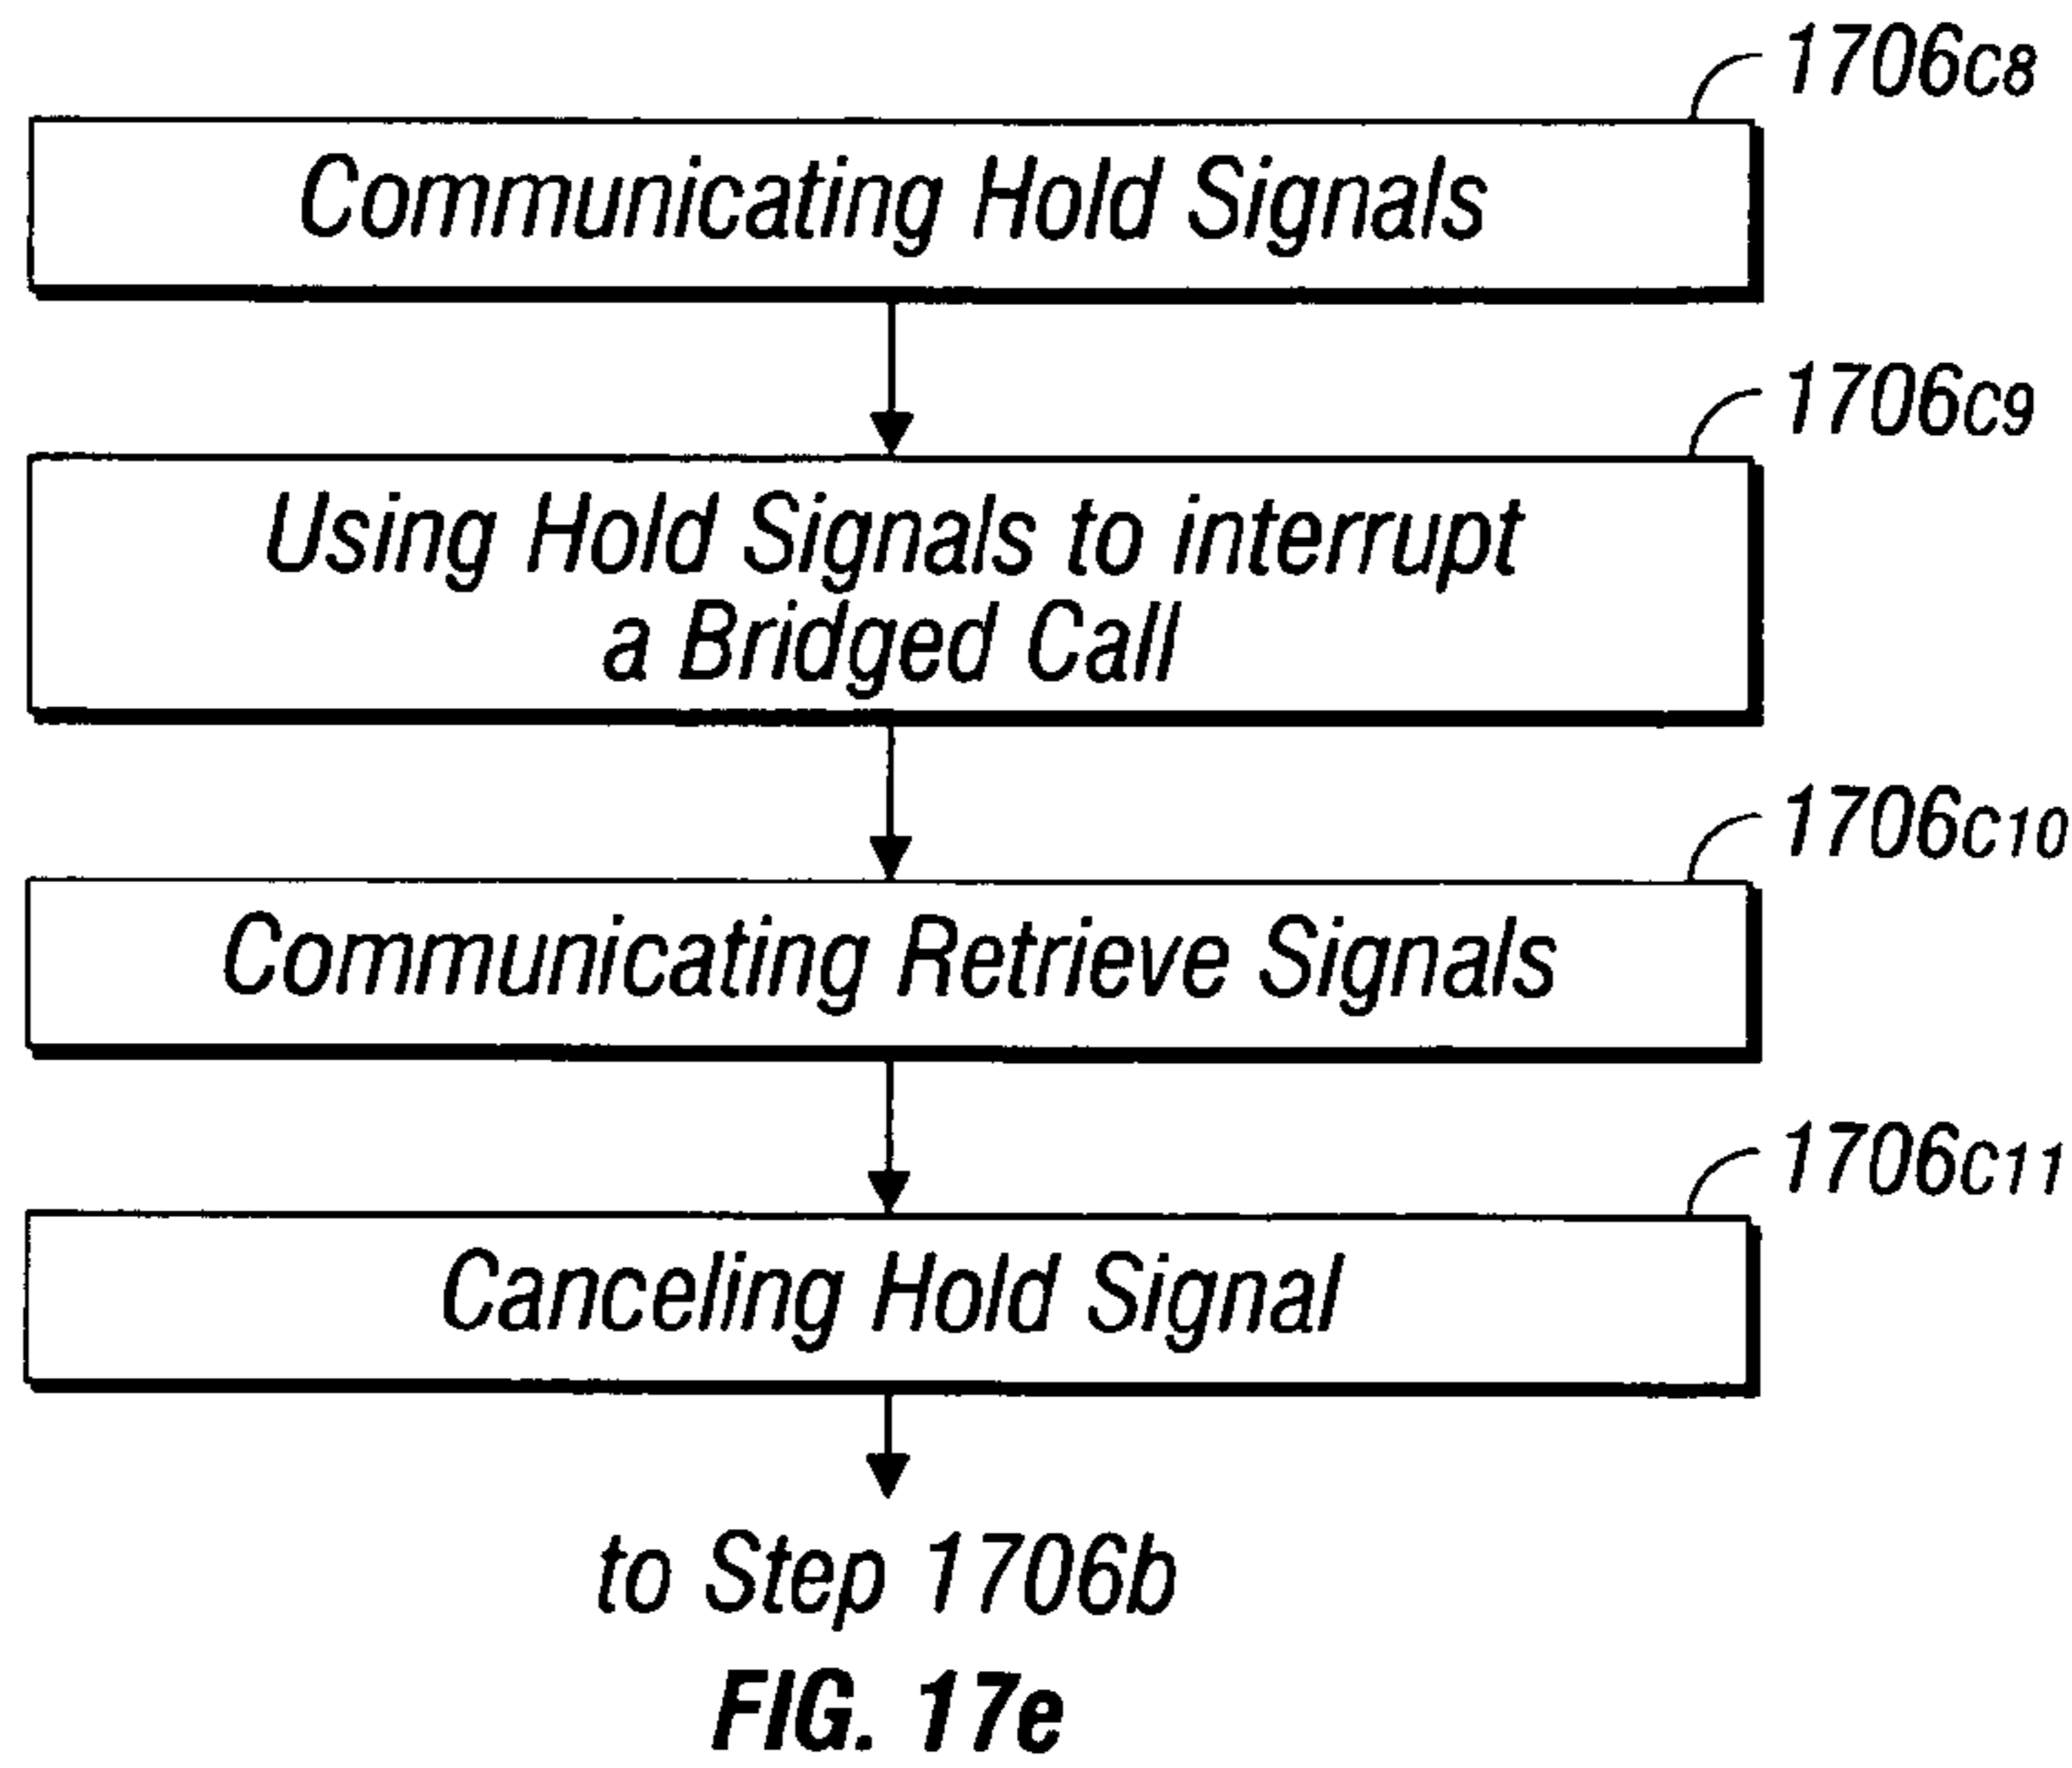 1706c8
Communicating Hold Signals
1706c9
Using Hold Signals to interrupt
a Bridged Call
1706c10
Communicating Retrieve Signals
1706c11
Canceling Hold Signal
to Step 1706b
FIG. 17e